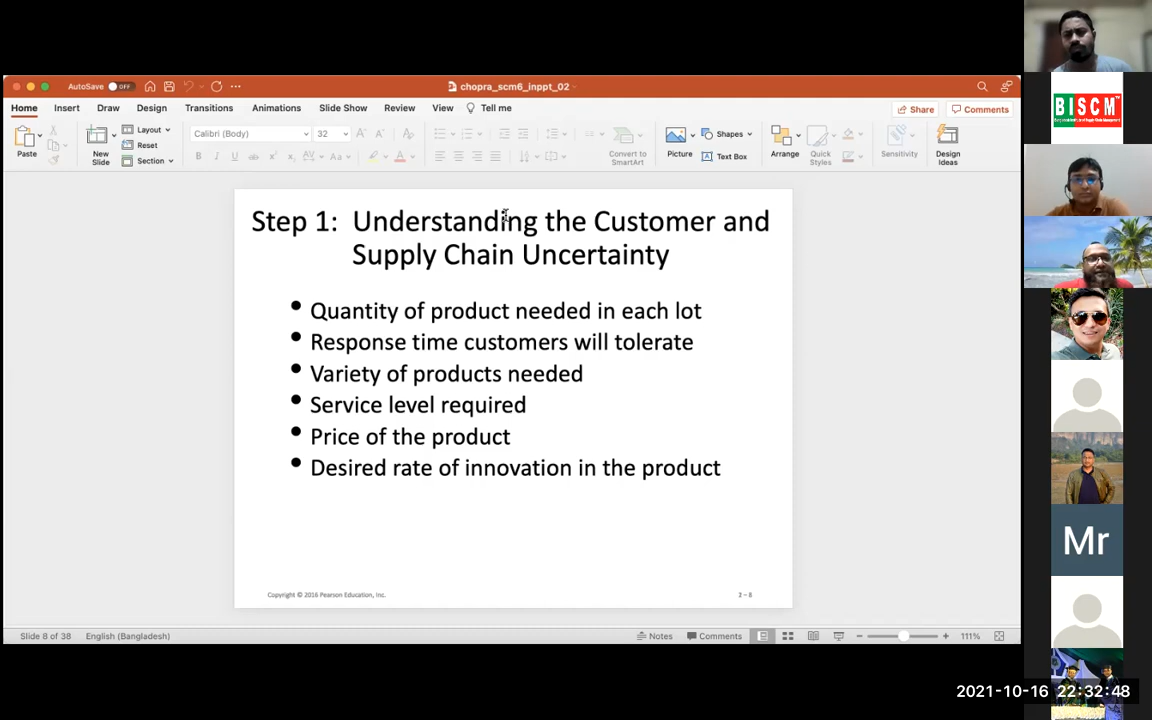 AutoSave OFF
chopra_scm6_inppt_02
Home Insert Draw Design Transitions Animations Slide Show Review View Tell me
Share Comments
Paste
New Slide
Layout
Reset
Section
Calibri (Body) 32
Convert to SmartArt
Picture
Shapes
Text Box
Arrange
Quick Styles
Sensitivity
Design Ideas
Step 1: Understanding the Customer and
Supply Chain Uncertainty
• Quantity of product needed in each lot
• Response time customers will tolerate
• Variety of products needed
• Service level required
• Price of the product
• Desired rate of innovation in the product
Copyright © 2016 Pearson Education, Inc.
Slide 8 of 38 English (Bangladesh)
Notes Comments 111%
BISCM
Mr
2021-10-16 22:32:48